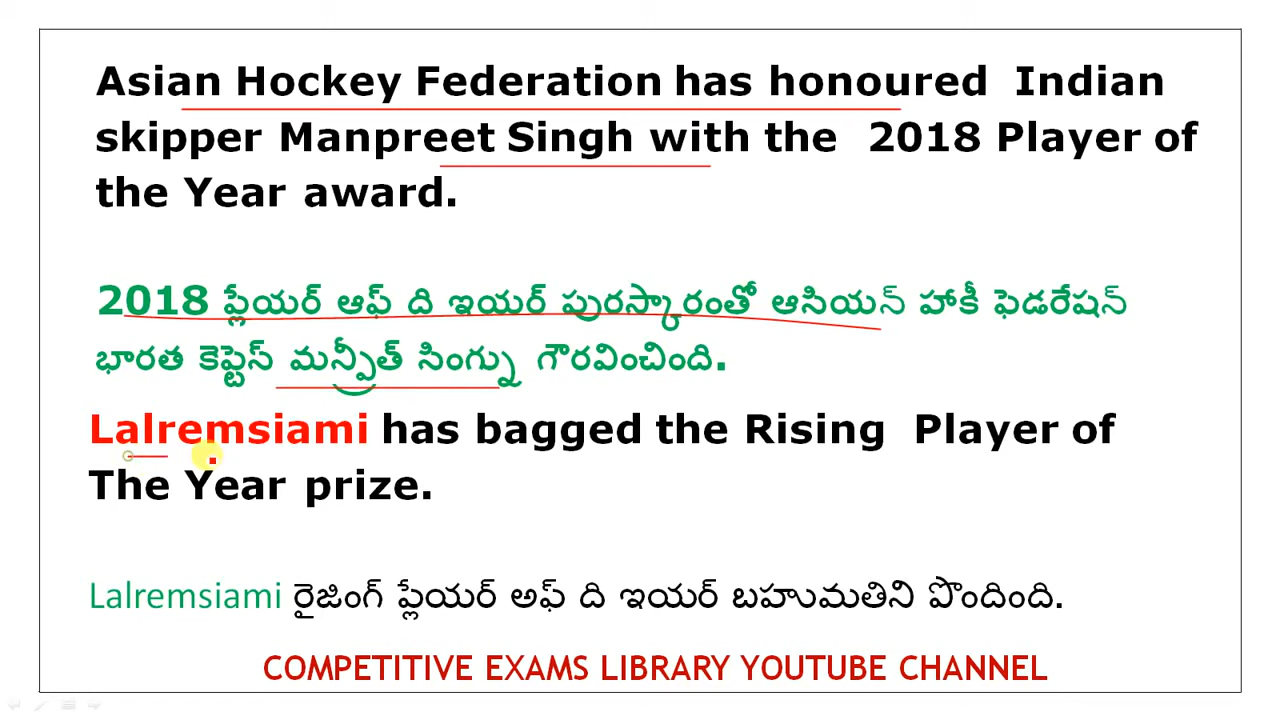 Asian Hockey Federation has honoured Indian
skipper Manpreet Singh with the 2018 Player of
the Year award.
2018 ప్లేయర్ ఆఫ్ ది ఇయర్ పురస్కారంతో ఆసియన్ హాకీ ఫెడరేషన్
భారత కెప్టెన్ మన్ప్రీత్ సింగ్ను గౌరవించింది.
Lalremsiami has bagged the Rising Player of
The Year prize.
Lalremsiami రైజింగ్ ప్లేయర్ అఫ్ ది ఇయర్ బహుమతిని పొందింది.
COMPETITIVE EXAMS LIBRARY YOUTUBE CHANNEL